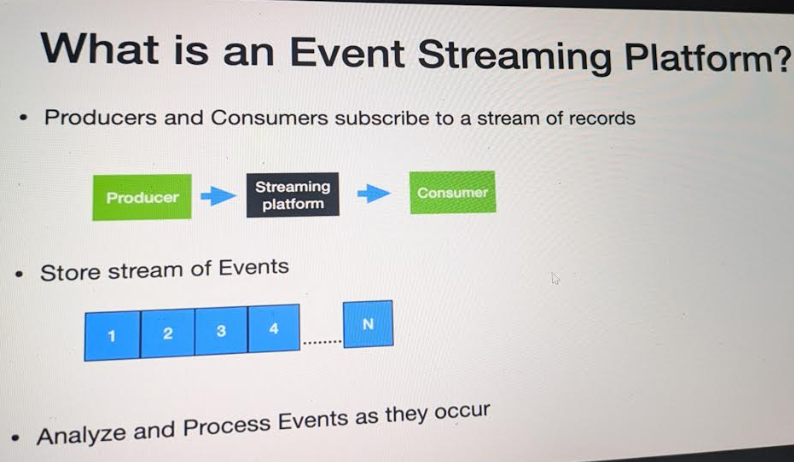 What is an Event Streaming Platform?
• Producers and Consumers subscribe to a stream of records
Producer
Streaming
platform
Consumer
• Store stream of Events
1 2 3 4 ........ N
• Analyze and Process Events as they occur